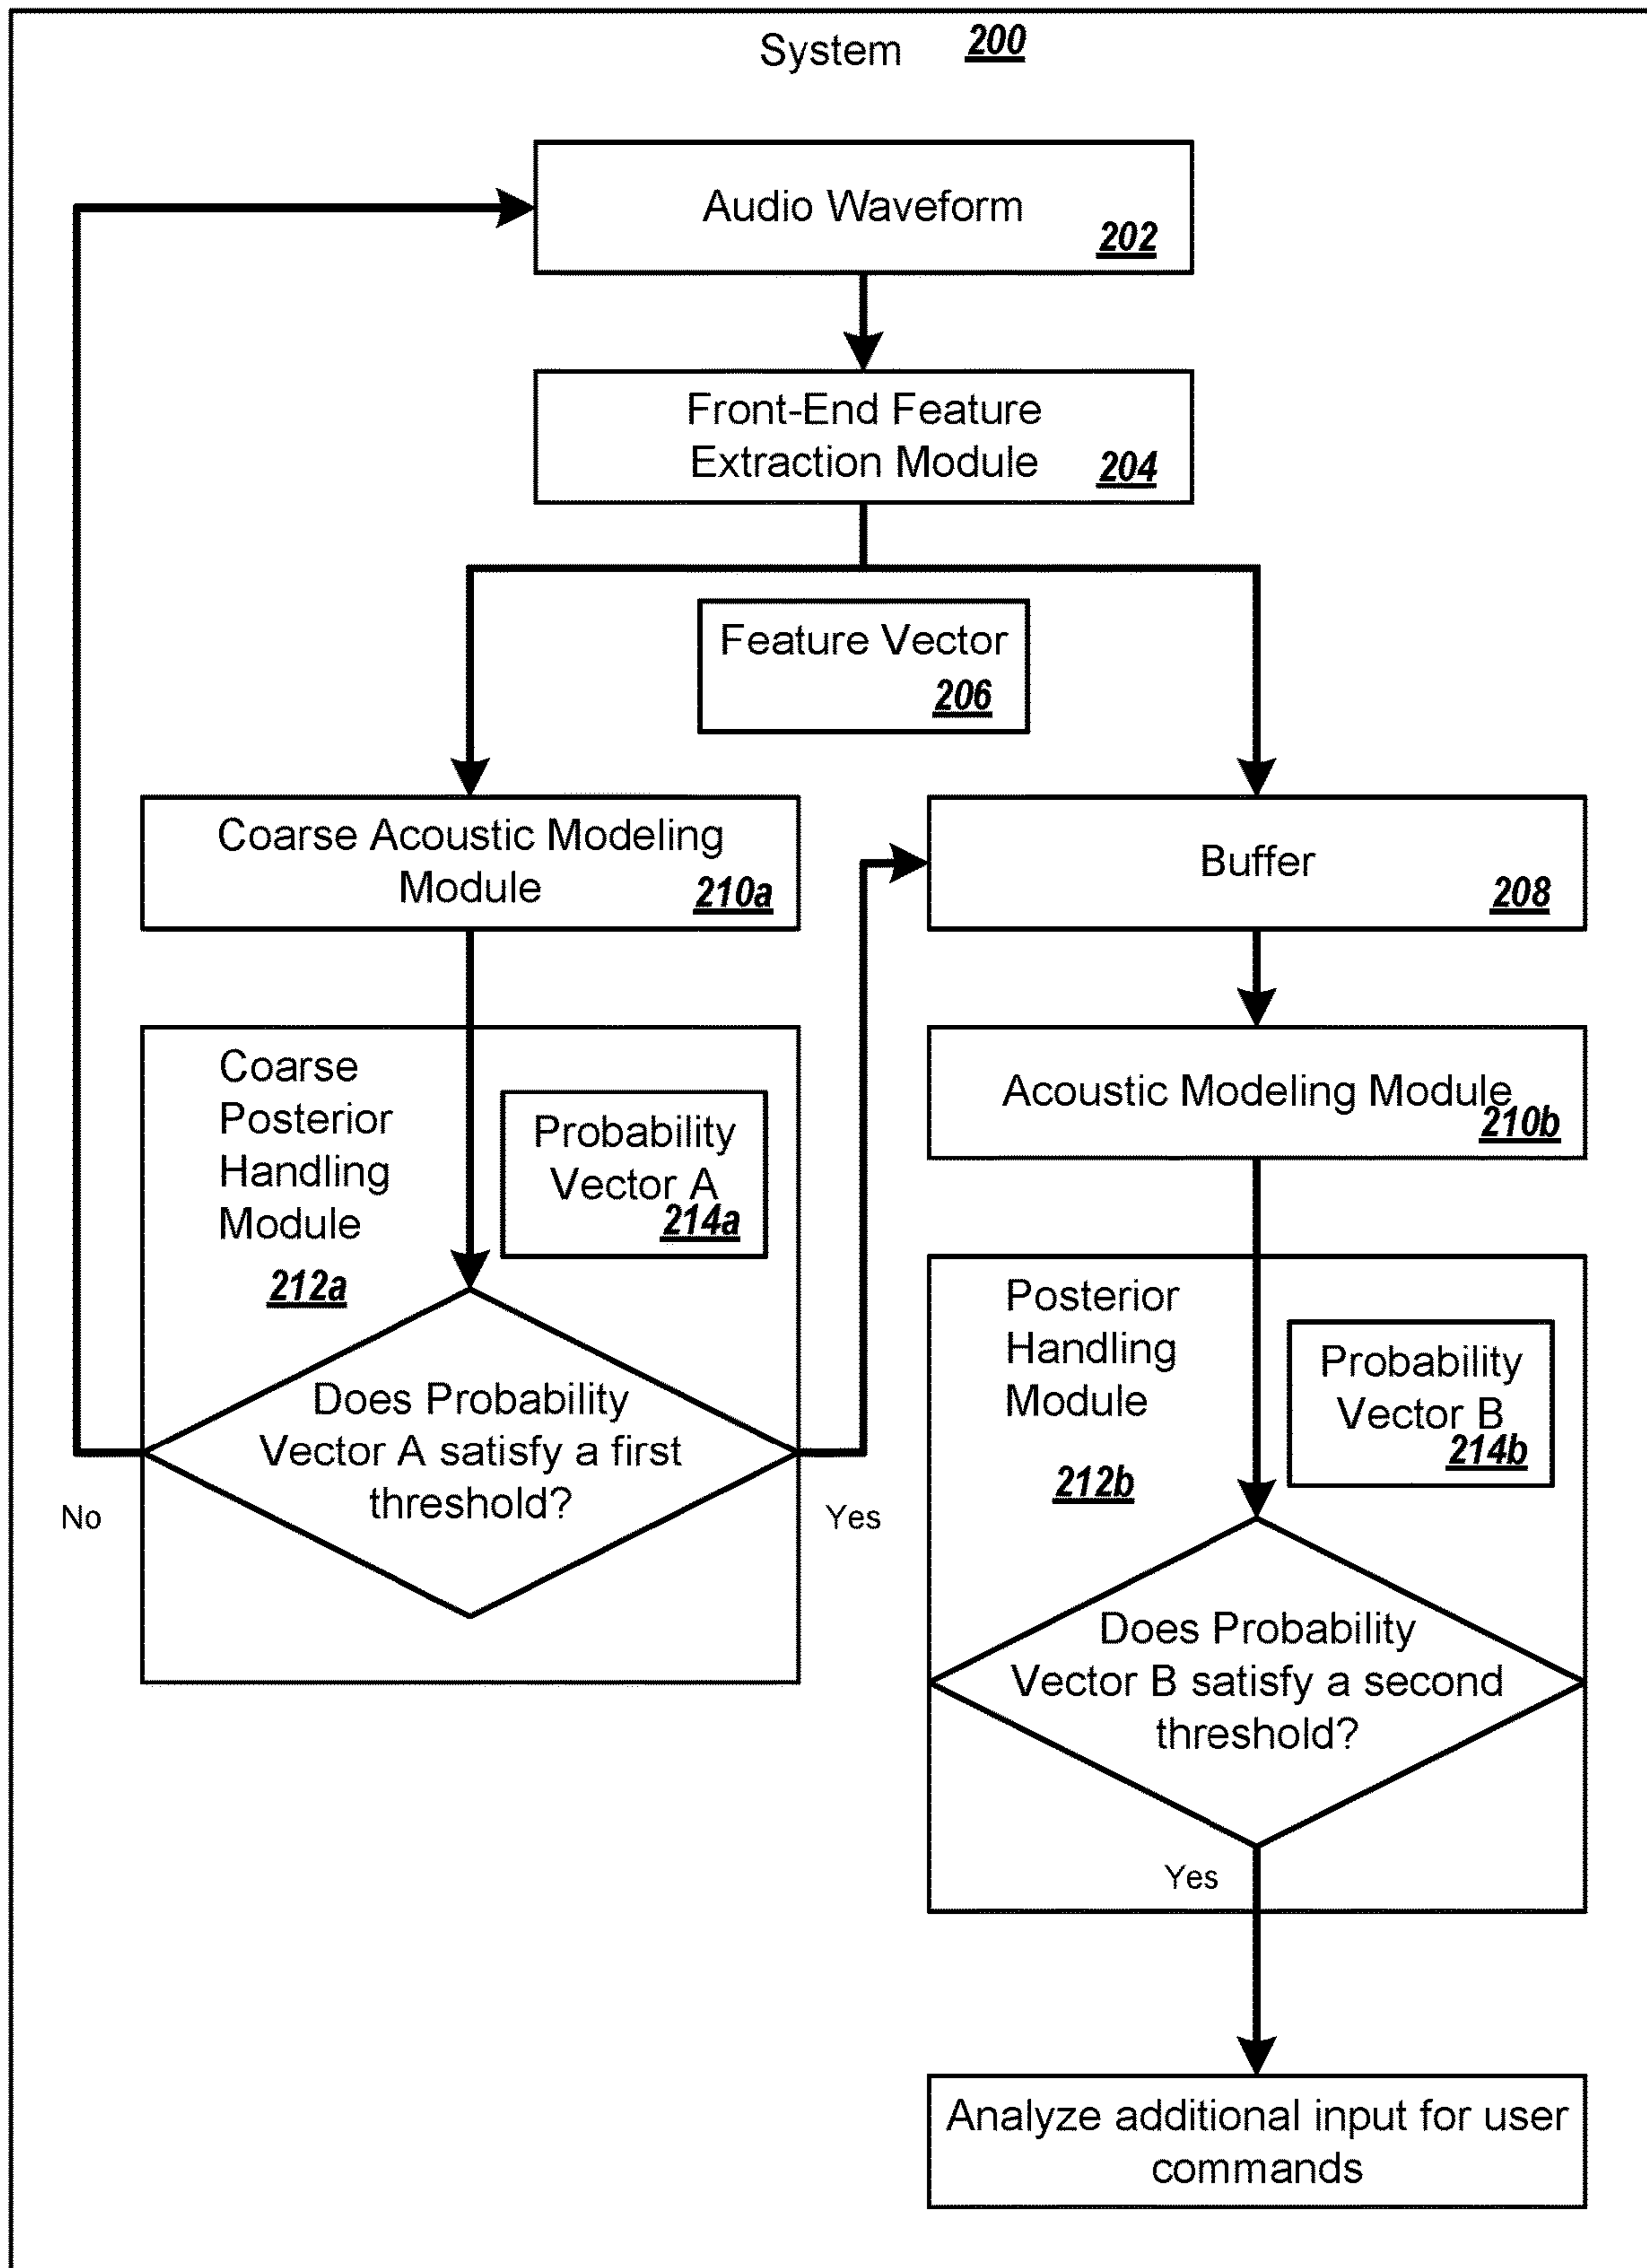 System 200
Audio Waveform
202
Front-End Feature
Extraction Module 204
Feature Vector
206
Coarse Acoustic Modeling
Module 210a
Buffer
208
Coarse
Posterior
Handling
Module
212a
Probability
Vector A
214a
Does Probability
Vector A satisfy a first
threshold?
No
Yes
Acoustic Modeling Module
210b
Posterior
Handling
Module
212b
Probability
Vector B
214b
Does Probability
Vector B satisfy a second
threshold?
Yes
Analyze additional input for user
commands